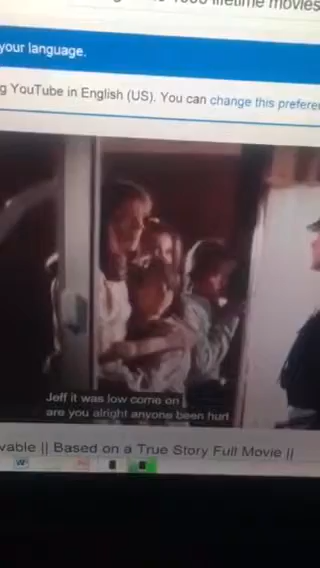 lifetime movies
your language.
g YouTube in English (US). You can change this prefere
Jeff it was low come on
are you alright anyone been hurt
vable || Based on a True Story Full Movie ||